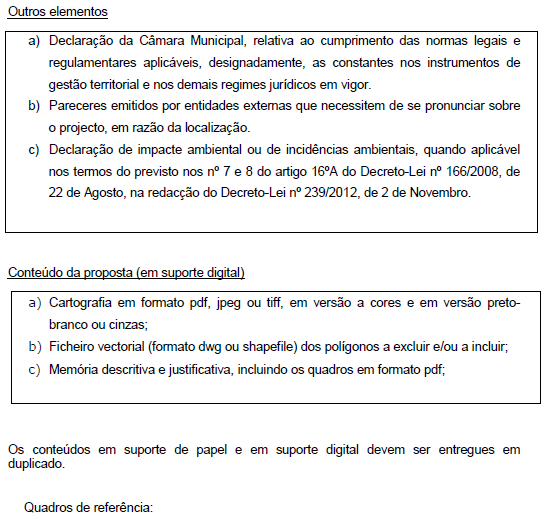 Outros elementos
a) Declaração da Câmara Municipal, relativa ao cumprimento das normas legais e
regulamentares aplicáveis, designadamente, as constantes nos instrumentos de
gestão territorial e nos demais regimes jurídicos em vigor.
b) Pareceres emitidos por entidades externas que necessitem de se pronunciar sobre
o projecto, em razão da localização.
c) Declaração de impacte ambiental ou de incidências ambientais, quando aplicável
nos termos do previsto nos nº 7 e 8 do artigo 16ºA do Decreto-Lei nº 166/2008, de
22 de Agosto, na redacção do Decreto-Lei nº 239/2012, de 2 de Novembro.
Conteúdo da proposta (em suporte digital)
a) Cartografia em formato pdf, jpeg ou tiff, em versão a cores e em versão preto-
branco ou cinzas;
b) Ficheiro vectorial (formato dwg ou shapefile) dos polígonos a excluir e/ou a incluir;
c) Memória descritiva e justificativa, incluindo os quadros em formato pdf;
Os conteúdos em suporte de papel e em suporte digital devem ser entregues em
duplicado.
Quadros de referência: